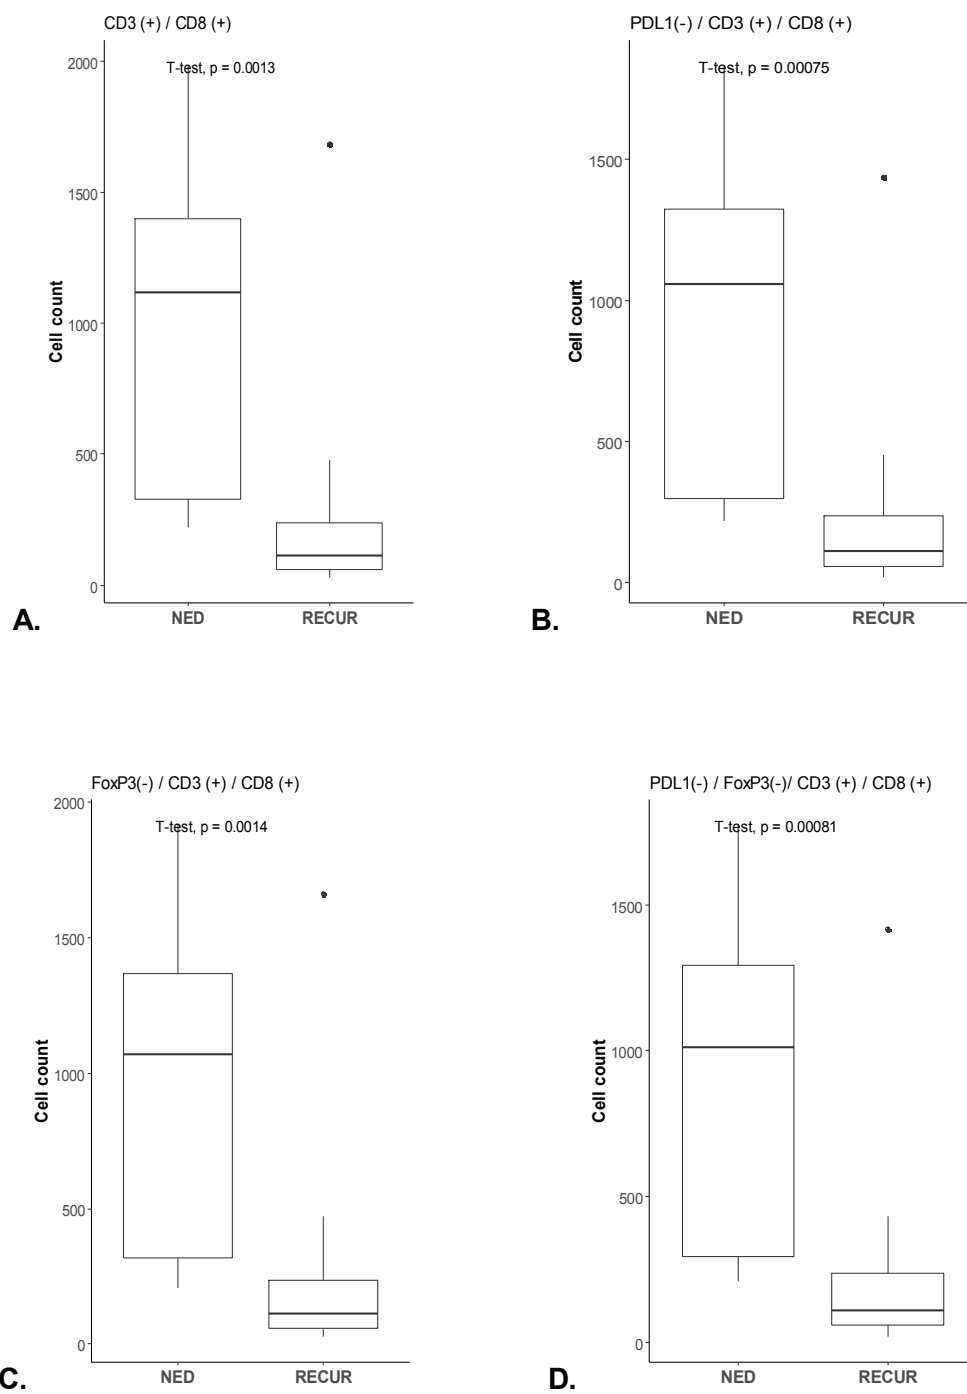 CD3 (+) / CD8 (+)
T-test, p = 0.0013
2000
1500
1000
500
0
Cell count
NED RECUR
A.
PDL1(-) / CD3 (+) / CD8 (+)
T-test, p = 0.00075
1500
1000
500
0
Cell count
NED RECUR
B.
FoxP3(-) / CD3 (+) / CD8 (+)
2000
T-test, p = 0.0014
1500
1000
500
0
Cell count
NED RECUR
C.
PDL1(-) / FoxP3(-)/ CD3 (+) / CD8 (+)
T-test, p = 0.00081
1500
1000
500
0
Cell count
NED RECUR
D.